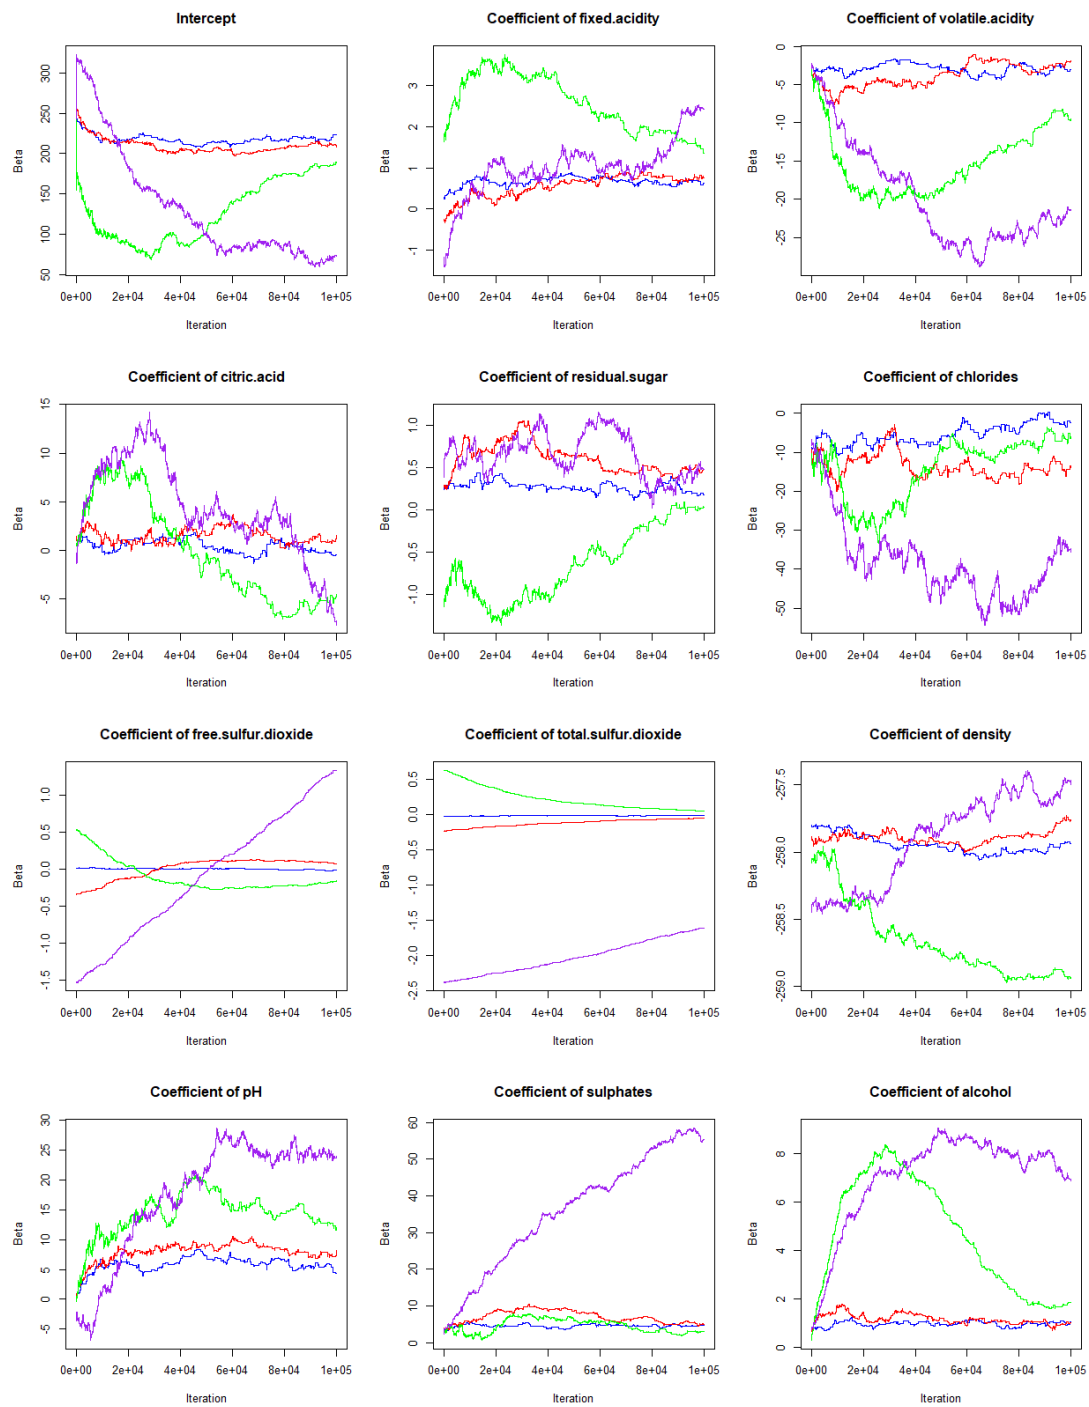 Intercept
Coefficient of fixed.acidity
Coefficient of volatile.acidity
Beta
50 100 150 200 250 300
0e+00 2e+04 4e+04 6e+04 8e+04 1e+05
Iteration
Beta
-1 0 1 2 3
0e+00 2e+04 4e+04 6e+04 8e+04 1e+05
Iteration
Beta
-25 -20 -15 -10 -5 0
0e+00 2e+04 4e+04 6e+04 8e+04 1e+05
Iteration
Coefficient of citric.acid
Coefficient of residual.sugar
Coefficient of chlorides
Beta
-5 0 5 10 15
0e+00 2e+04 4e+04 6e+04 8e+04 1e+05
Iteration
Beta
-1.0 -0.5 0.0 0.5 1.0
0e+00 2e+04 4e+04 6e+04 8e+04 1e+05
Iteration
Beta
-50 -40 -30 -20 -10 0
0e+00 2e+04 4e+04 6e+04 8e+04 1e+05
Iteration
Coefficient of free.sulfur.dioxide
Coefficient of total.sulfur.dioxide
Coefficient of density
Beta
-1.5 -1.0 -0.5 0.0 0.5 1.0
0e+00 2e+04 4e+04 6e+04 8e+04 1e+05
Iteration
Beta
-2.5 -2.0 -1.5 -1.0 -0.5 0.0 0.5
0e+00 2e+04 4e+04 6e+04 8e+04 1e+05
Iteration
Beta
-259.0 -258.5 -258.0 -257.5
0e+00 2e+04 4e+04 6e+04 8e+04 1e+05
Iteration
Coefficient of pH
Coefficient of sulphates
Coefficient of alcohol
Beta
-5 0 5 10 15 20 25 30
0e+00 2e+04 4e+04 6e+04 8e+04 1e+05
Iteration
Beta
0 10 20 30 40 50 60
0e+00 2e+04 4e+04 6e+04 8e+04 1e+05
Iteration
Beta
0 2 4 6 8
0e+00 2e+04 4e+04 6e+04 8e+04 1e+05
Iteration